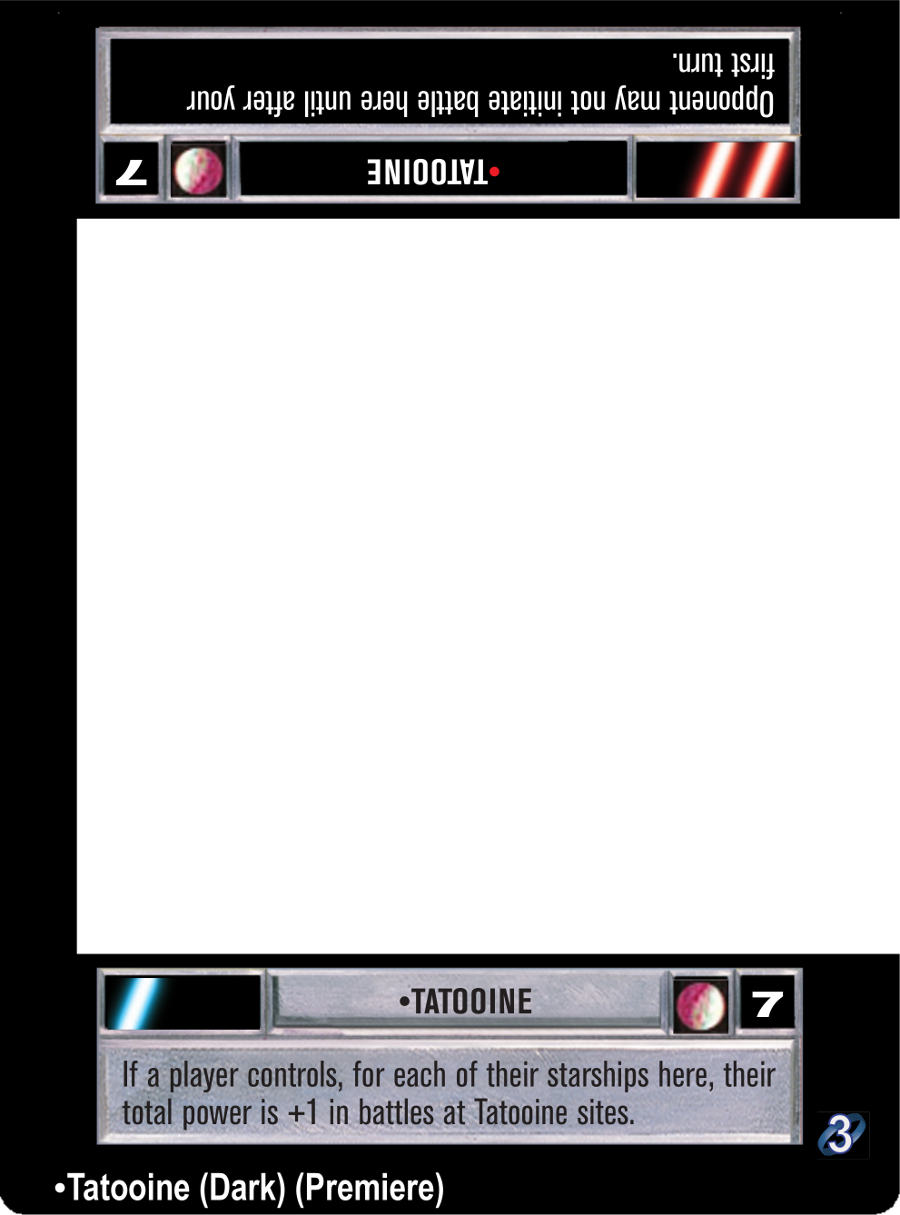 Opponent may not initiate battle here until after your
first turn.
7
•TATOOINE
•TATOOINE
7
If a player controls, for each of their starships here, their
total power is +1 in battles at Tatooine sites.
3
•Tatooine (Dark) (Premiere)